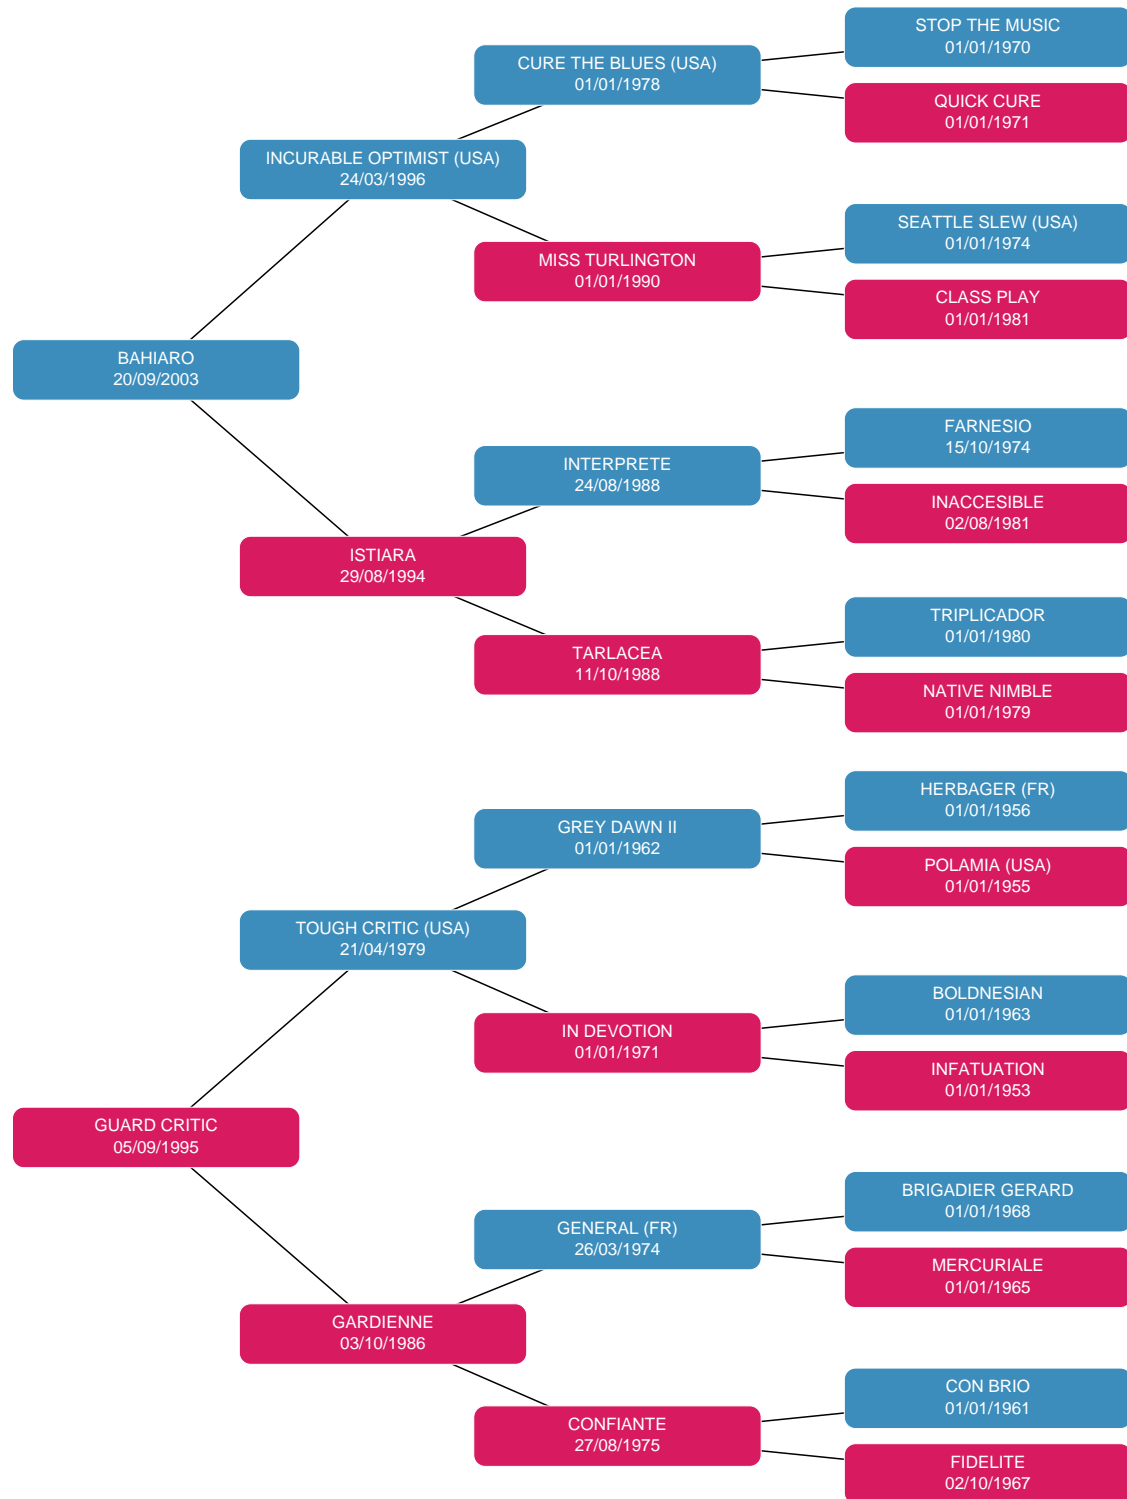 STOP THE MUSIC
01/01/1970
CURE THE BLUES (USA)
01/01/1978
QUICK CURE
01/01/1971
INCURABLE OPTIMIST (USA)
24/03/1996
SEATTLE SLEW (USA)
01/01/1974
MISS TURLINGTON
01/01/1990
CLASS PLAY
01/01/1981
BAHIARO
20/09/2003
FARNESIO
15/10/1974
INTERPRETE
24/08/1988
INACCESIBLE
02/08/1981
ISTIARA
29/08/1994
TRIPLICADOR
01/01/1980
TARLACEA
11/10/1988
NATIVE NIMBLE
01/01/1979
HERBAGER (FR)
01/01/1956
GREY DAWN II
01/01/1962
POLAMIA (USA)
01/01/1955
TOUGH CRITIC (USA)
21/04/1979
BOLDNESIAN
01/01/1963
IN DEVOTION
01/01/1971
INFATUATION
01/01/1953
GUARD CRITIC
05/09/1995
BRIGADIER GERARD
01/01/1968
GENERAL (FR)
26/03/1974
MERCURIALE
01/01/1965
GARDIENNE
03/10/1986
CON BRIO
01/01/1961
CONFIANTE
27/08/1975
FIDELITE
02/10/1967